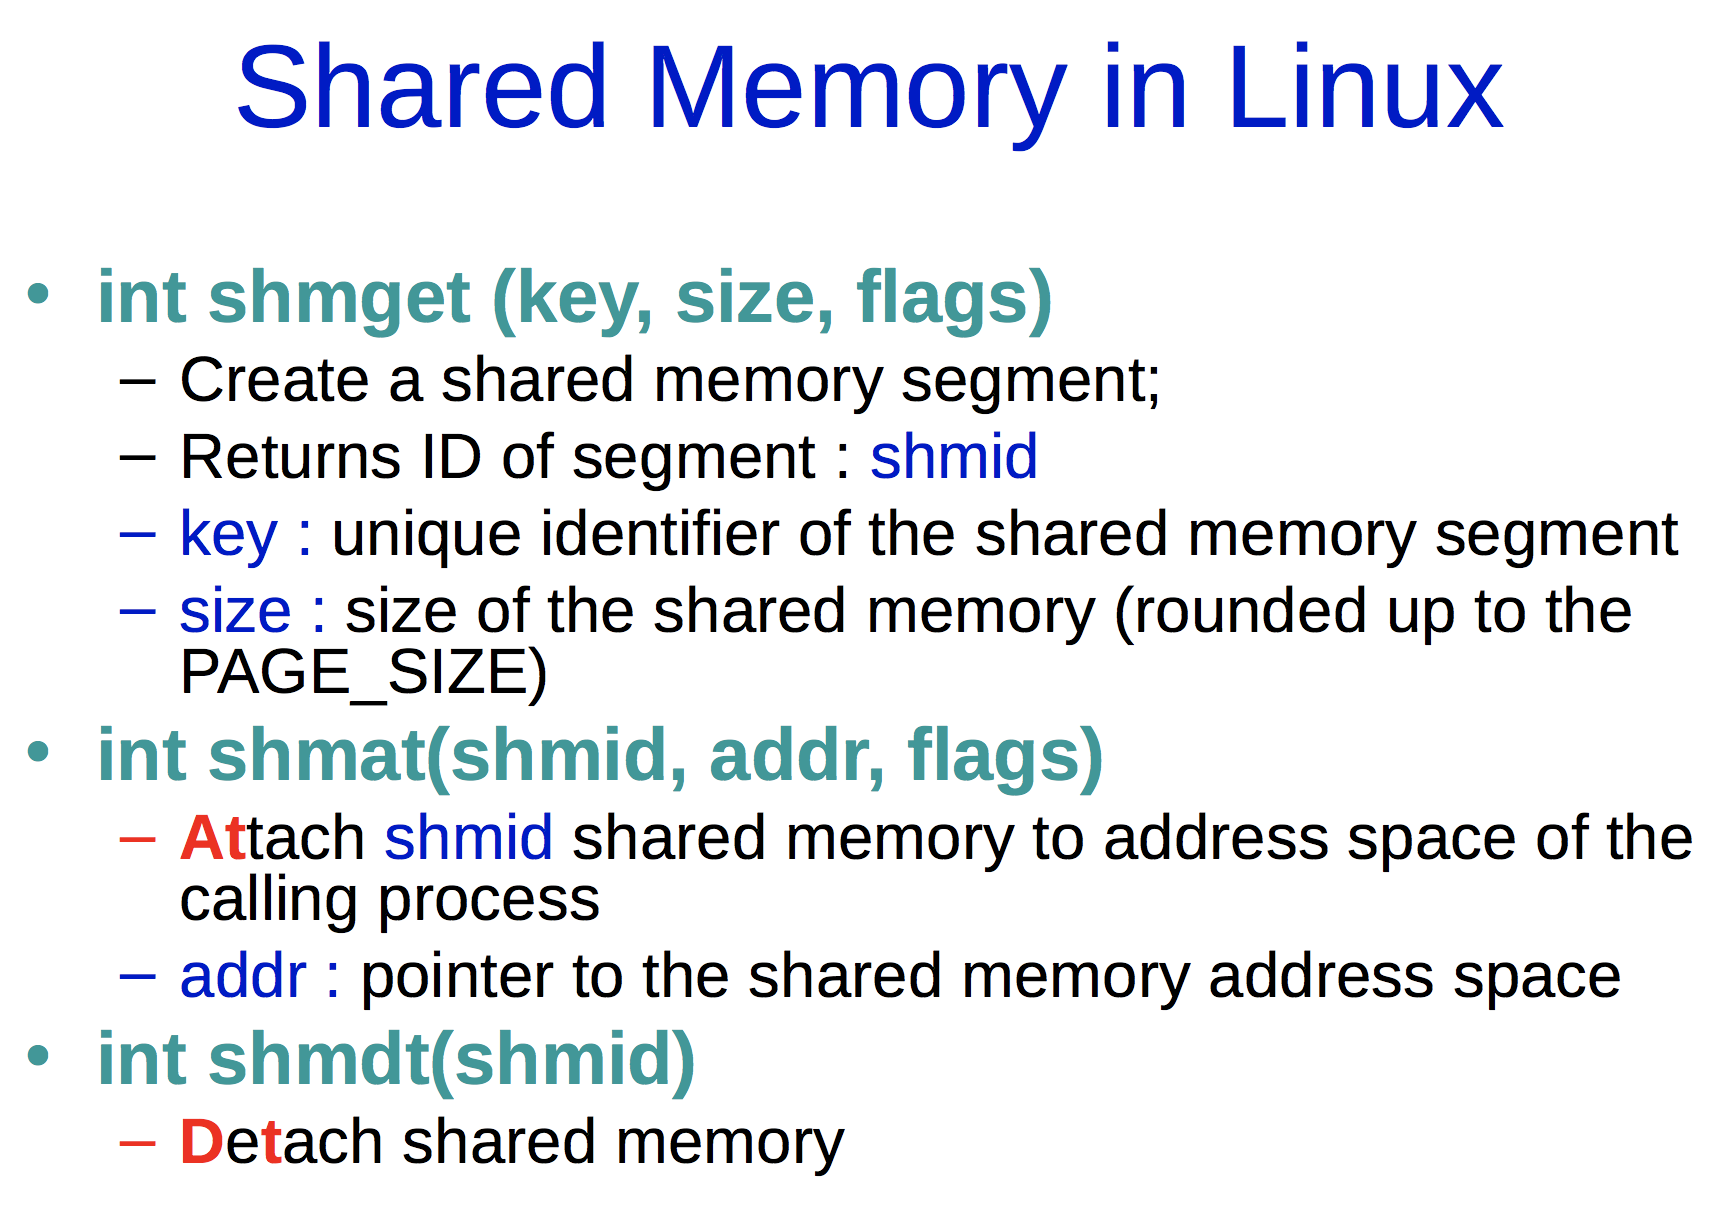 Shared Memory in Linux
• int shmget (key, size, flags)
– Create a shared memory segment;
– Returns ID of segment : shmid
– key : unique identifier of the shared memory segment
– size : size of the shared memory (rounded up to the
PAGE_SIZE)
• int shmat(shmid, addr, flags)
– Attach shmid shared memory to address space of the
calling process
– addr : pointer to the shared memory address space
• int shmdt(shmid)
– Detach shared memory